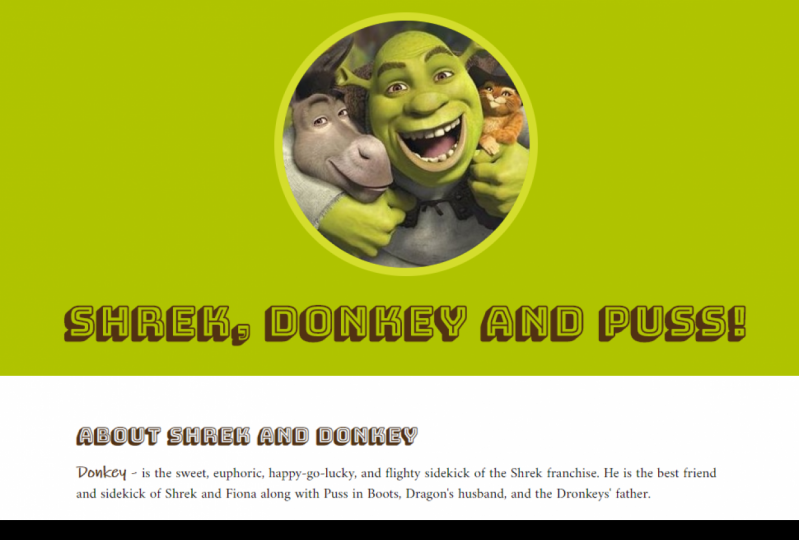 SHREK, DONKEY AND PUSS!
ABOUT SHREK AND DONKEY
Donkey - is the sweet, euphoric, happy-go-lucky, and flighty sidekick of the Shrek franchise. He is the best friend
and sidekick of Shrek and Fiona along with Puss in Boots, Dragon's husband, and the Dronkeys' father.